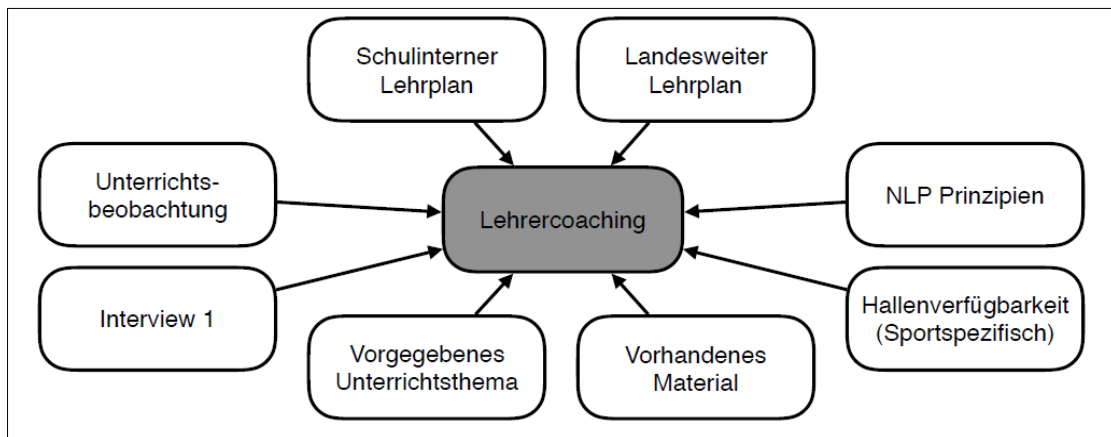 Schulinterner
Lehrplan
Landesweiter
Lehrplan
Unterrichts-
beobachtung
Lehrercoaching
NLP Prinzipien
Interview 1
Vorgegebenes
Unterrichtsthema
Vorhandenes
Material
Hallenverfügbarkeit
(Sportspezifisch)